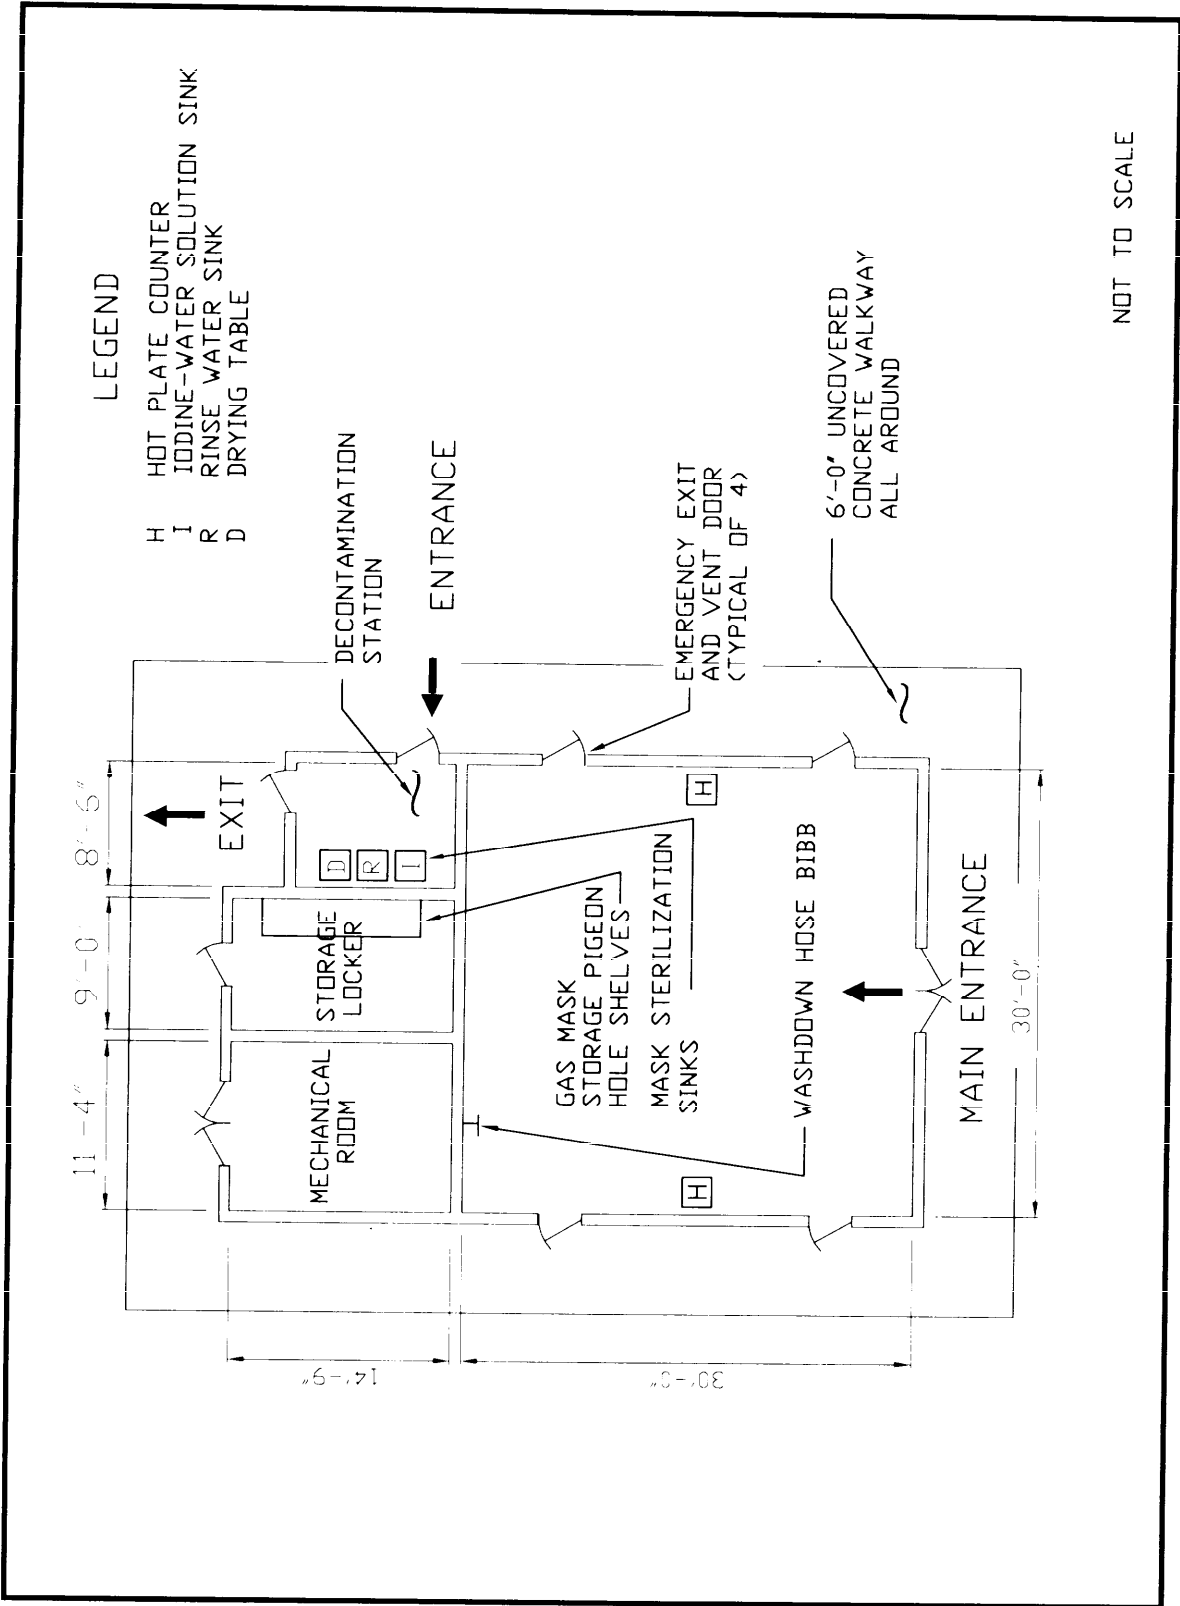 LEGEND
H HOT PLATE COUNTER
I IODINE-WATER SOLUTION SINK
R RINSE WATER SINK
D DRYING TABLE
DECONTAMINATION
STATION
ENTRANCE
EMERGENCY EXIT
AND VENT DOOR
(TYPICAL OF 4)
6'-0" UNCOVERED
CONCRETE WALKWAY
ALL AROUND
NOT TO SCALE
11'-4"
9'-0"
8'-6"
EXIT
MECHANICAL
ROOM
STORAGE
LOCKER
D
R
I
H
H
GAS MASK
STORAGE PIGEON
HOLE SHELVES
MASK STERILIZATION
SINKS
WASHDOWN HOSE BIBB
MAIN ENTRANCE
30'-0"
14'-9"
30'-0"